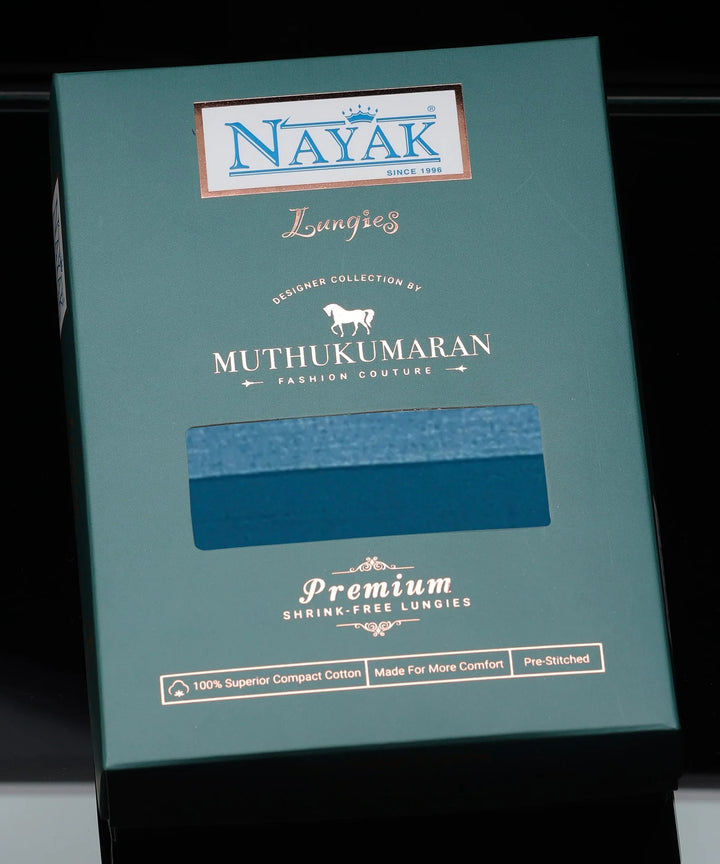 NAYAK®
SINCE 1996
Lungies
DESIGNER COLLECTION BY
MUTHUKUMARAN
FASHION COUTURE
Premium
SHRINK-FREE LUNGIES
100% Superior Compact Cotton
Made For More Comfort
Pre-Stitched